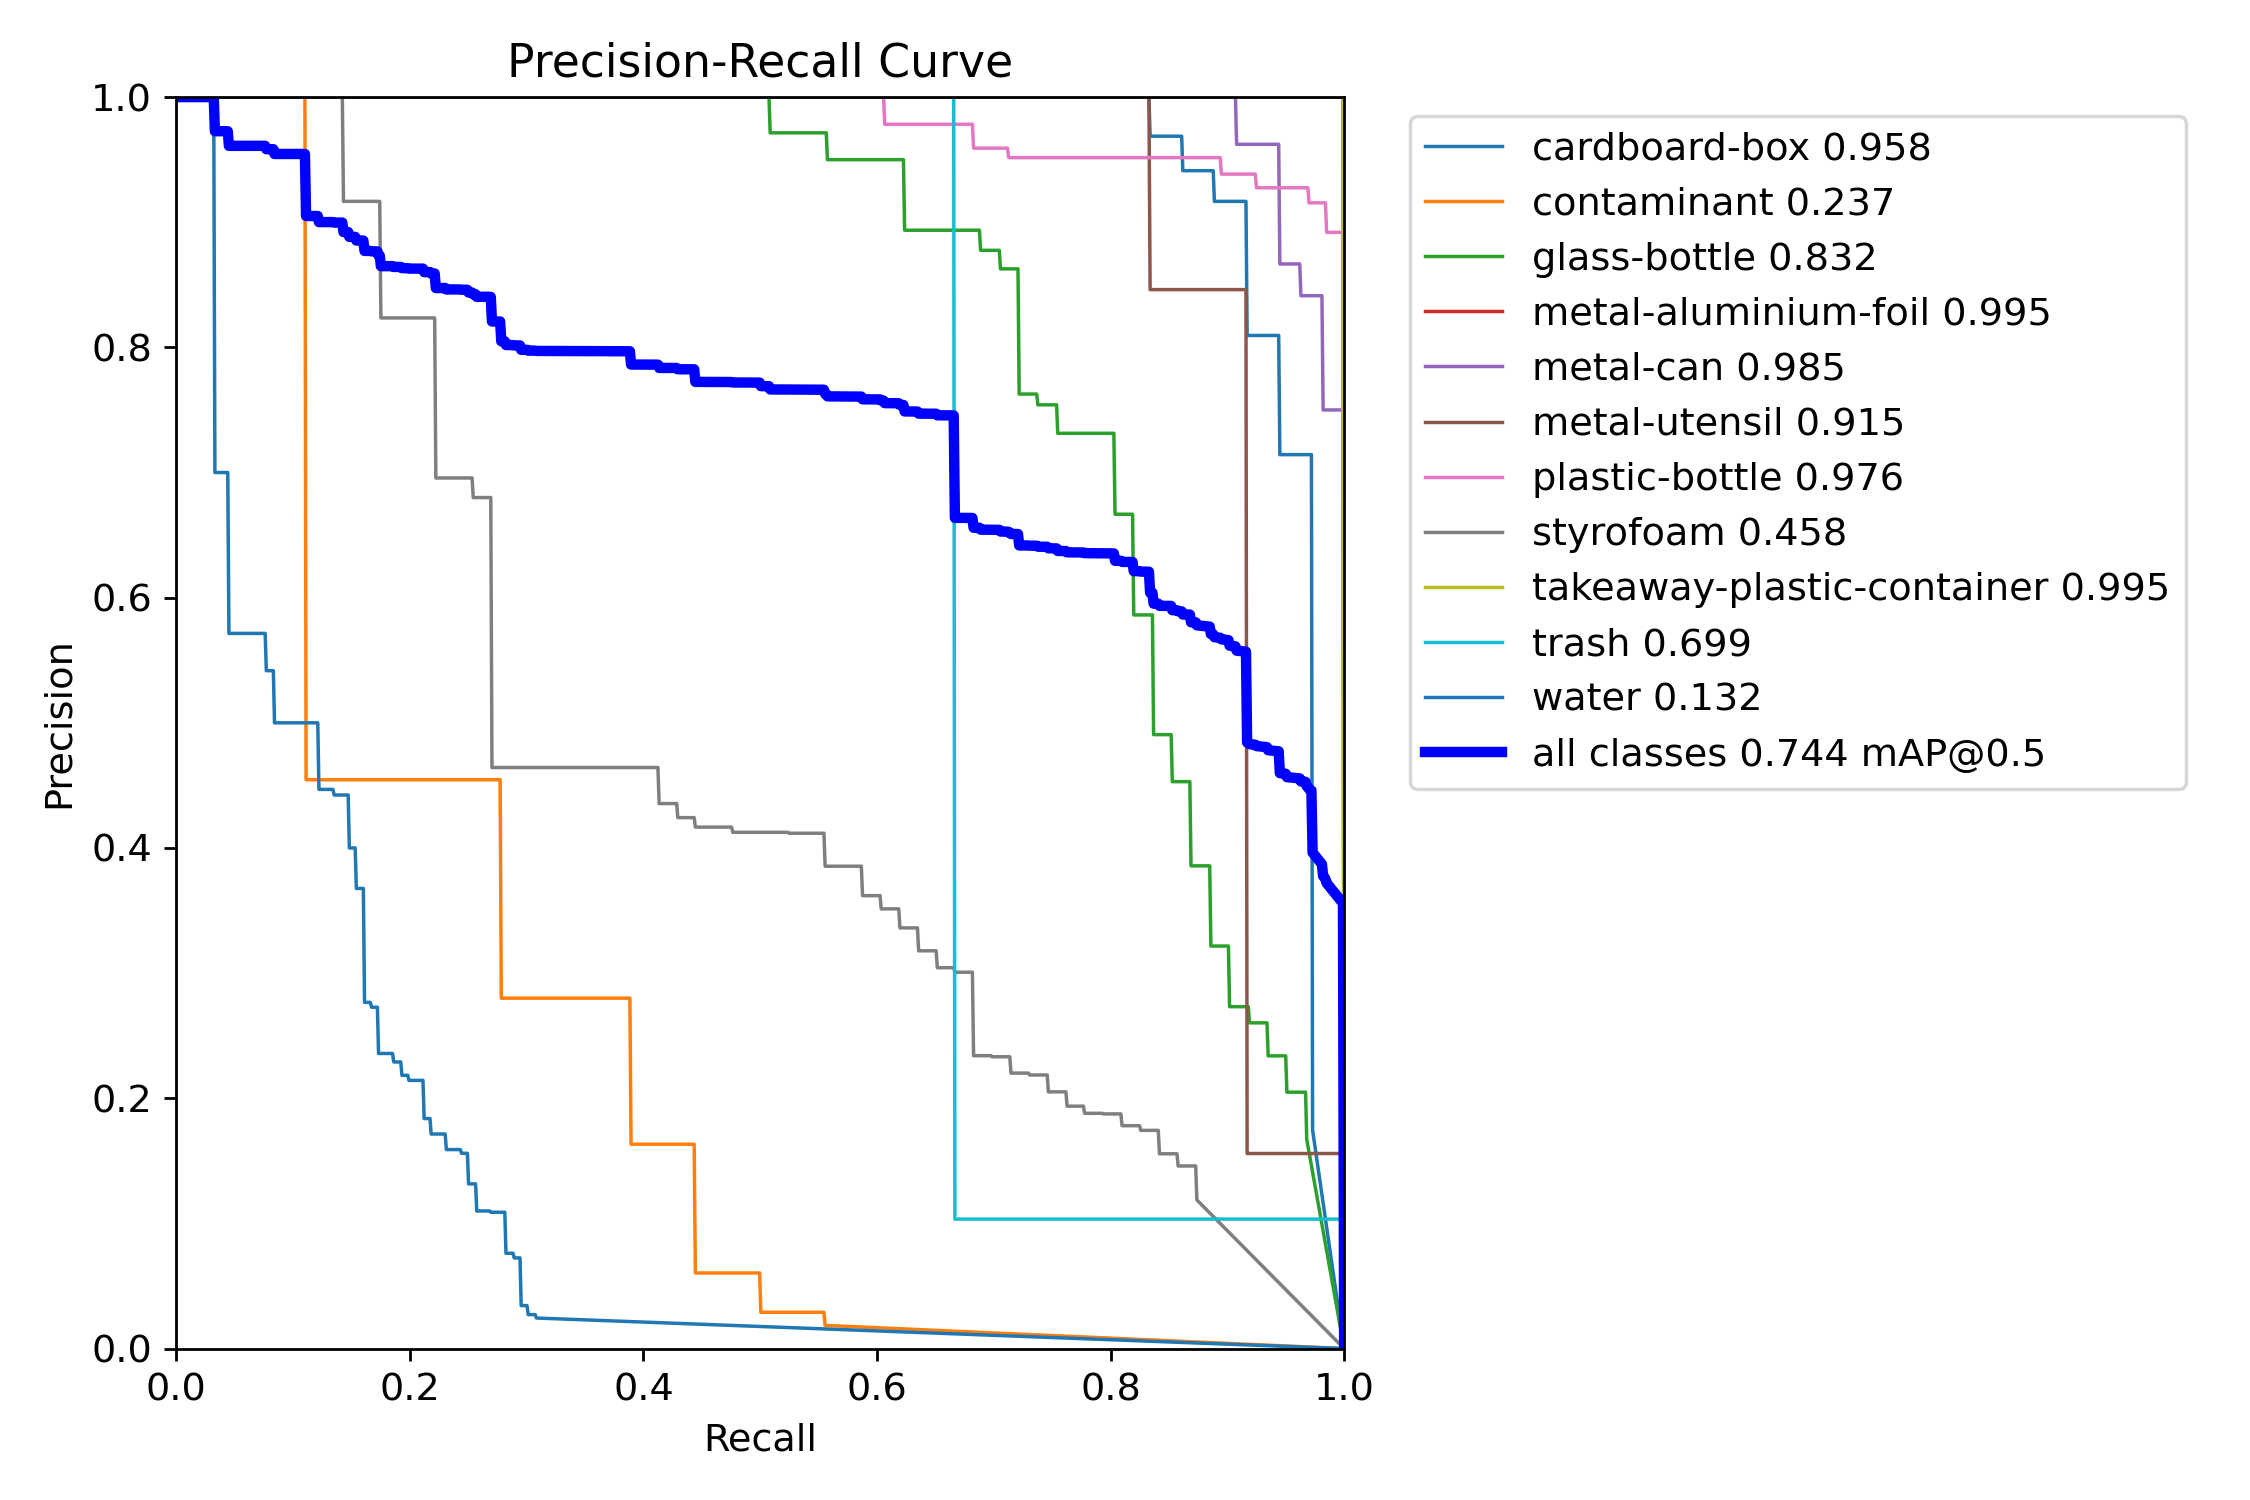 Precision-Recall Curve
1.0
0.8
0.6
0.4
0.2
0.0
Precision
0.0 0.2 0.4 0.6 0.8 1.0
Recall
cardboard-box 0.958
contaminant 0.237
glass-bottle 0.832
metal-aluminium-foil 0.995
metal-can 0.985
metal-utensil 0.915
plastic-bottle 0.976
styrofoam 0.458
takeaway-plastic-container 0.995
trash 0.699
water 0.132
all classes 0.744 mAP@0.5